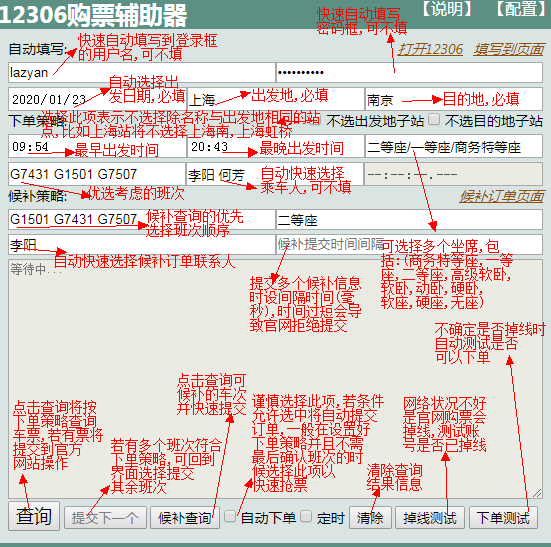 12306购票辅助器
【说明】 【配置】
快速自动填写
密码框,可不填
自动填写:
快速自动填写到登录框
的用户名,可不填
打开12306 填写到页面
lazyan
••••••••••
自动选择出
发日期,必填
2020/01/23
上海
出发地,必填
南京
目的地,必填
下单策略:
选择此项表示不选择除名称与出发地相同的站
点,比如上海站将不选择上海南,上海虹桥
不选出发地子站
不选目的地子站
09:54
最早出发时间
20:43
最晚出发时间
二等座/一等座/商务特等座
G7431 G1501 G7507
优选考虑的班次
李阳 何芳
自动快速选择
乘车人,可不填
--:--:--.---
候补策略:
候补订单页面
G1501 G7431 G7507
候补查询的优先
选择班次顺序
二等座
李阳
自动快速选择候补订单联系人
候补提交时间间隔
可选择多个坐席,包
括:(商务特等座,一等
座,二等座,高级软卧,
软卧,动卧,硬卧,
软座,硬座,无座)
等待中...
提交多个候补信息
时设间隔时间(毫
秒),时间过短会导
致官网拒绝提交
不确定是否掉线时
自动测试是否
可以下单
点击查询将按
下单策略查询
车票,若有票将
提交到官方
网站操作
若有多个班次符合
下单策略,可回到
界面选择提交
其余班次
点击查询可
候补的车次
并快速提交
谨慎选择此项,若条件
允许选中将自动提交
订单,一般在设置好
下单策略并且不需
最后确认班次的时
候选择此项以
快速抢票
清除查询
结果信息
网络状况不好
是官网购票会
掉线,测试账
号是否已掉线
查询
提交下一个
候补查询
自动下单
定时
清除
掉线测试
下单测试